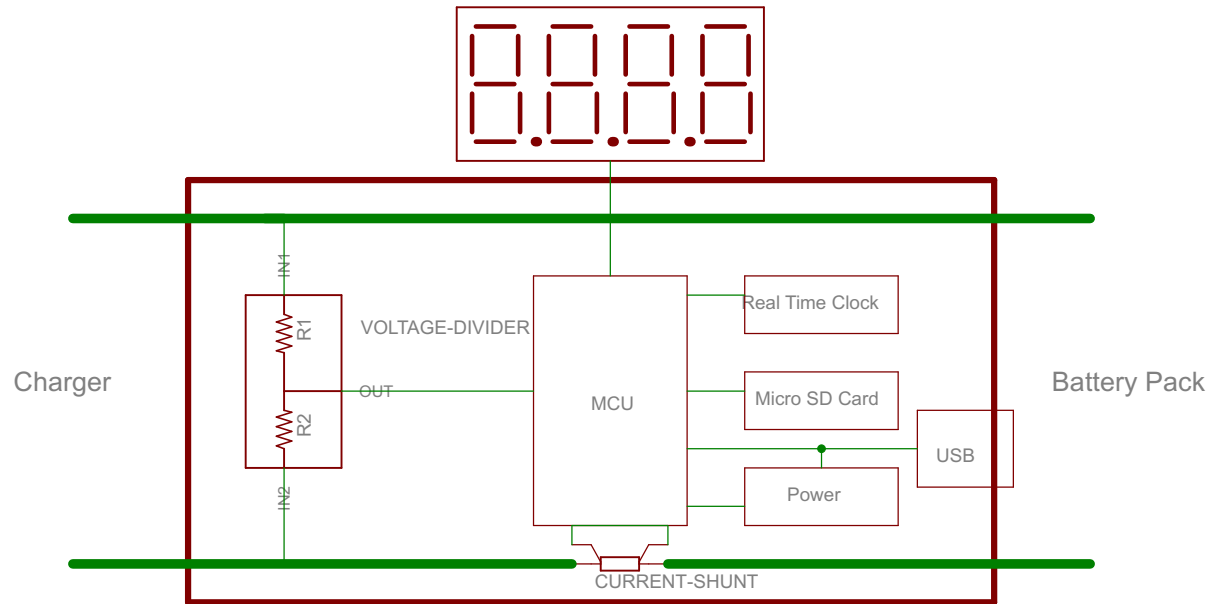 IN1
R1
VOLTAGE-DIVIDER
Real Time Clock
Charger
OUT
MCU
Micro SD Card
Battery Pack
R2
USB
IN2
Power
CURRENT-SHUNT